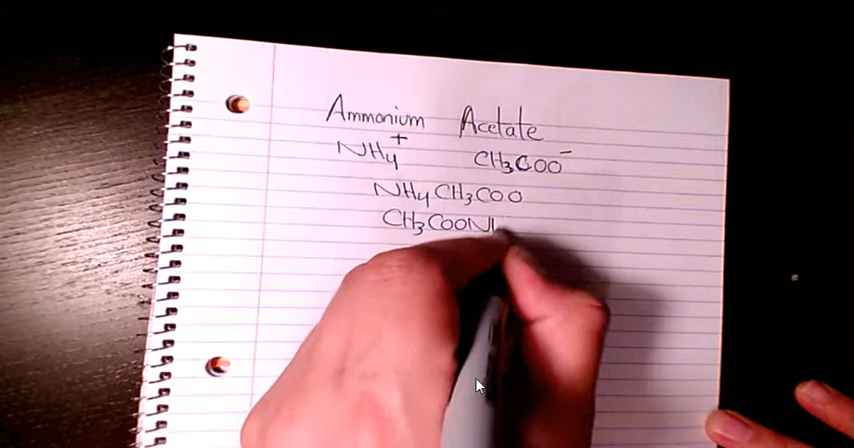 Ammonium Acetate
NH₄⁺ CH₃COO⁻
NH₄CH₃COO
CH₃COON